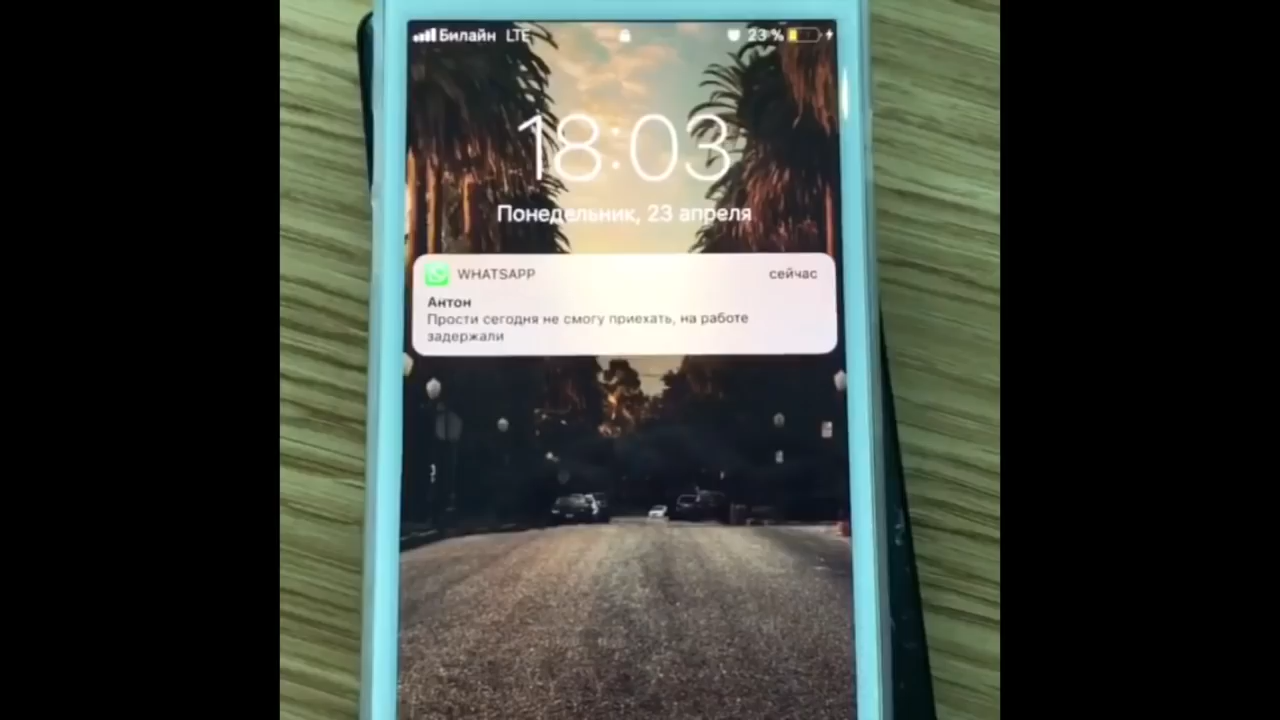 Билайн LTE 23 %
18:03
Понедельник, 23 апреля
WHATSAPP сейчас
Антон
Прости сегодня не смогу приехать, на работе
задержали